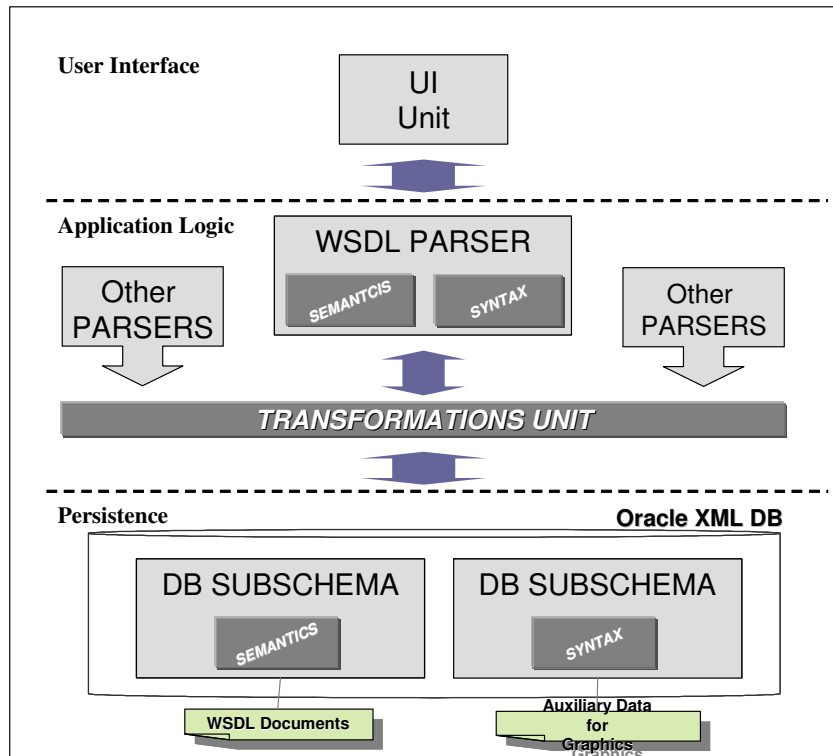 User Interface
UI
Unit
Application Logic
WSDL PARSER
SEMANTCIS
SYNTAX
Other
PARSERS
Other
PARSERS
TRANSFORMATIONS UNIT
Persistence
Oracle XML DB
DB SUBSCHEMA
SEMANTICS
DB SUBSCHEMA
SYNTAX
WSDL Documents
Auxiliary Data
for
Graphics